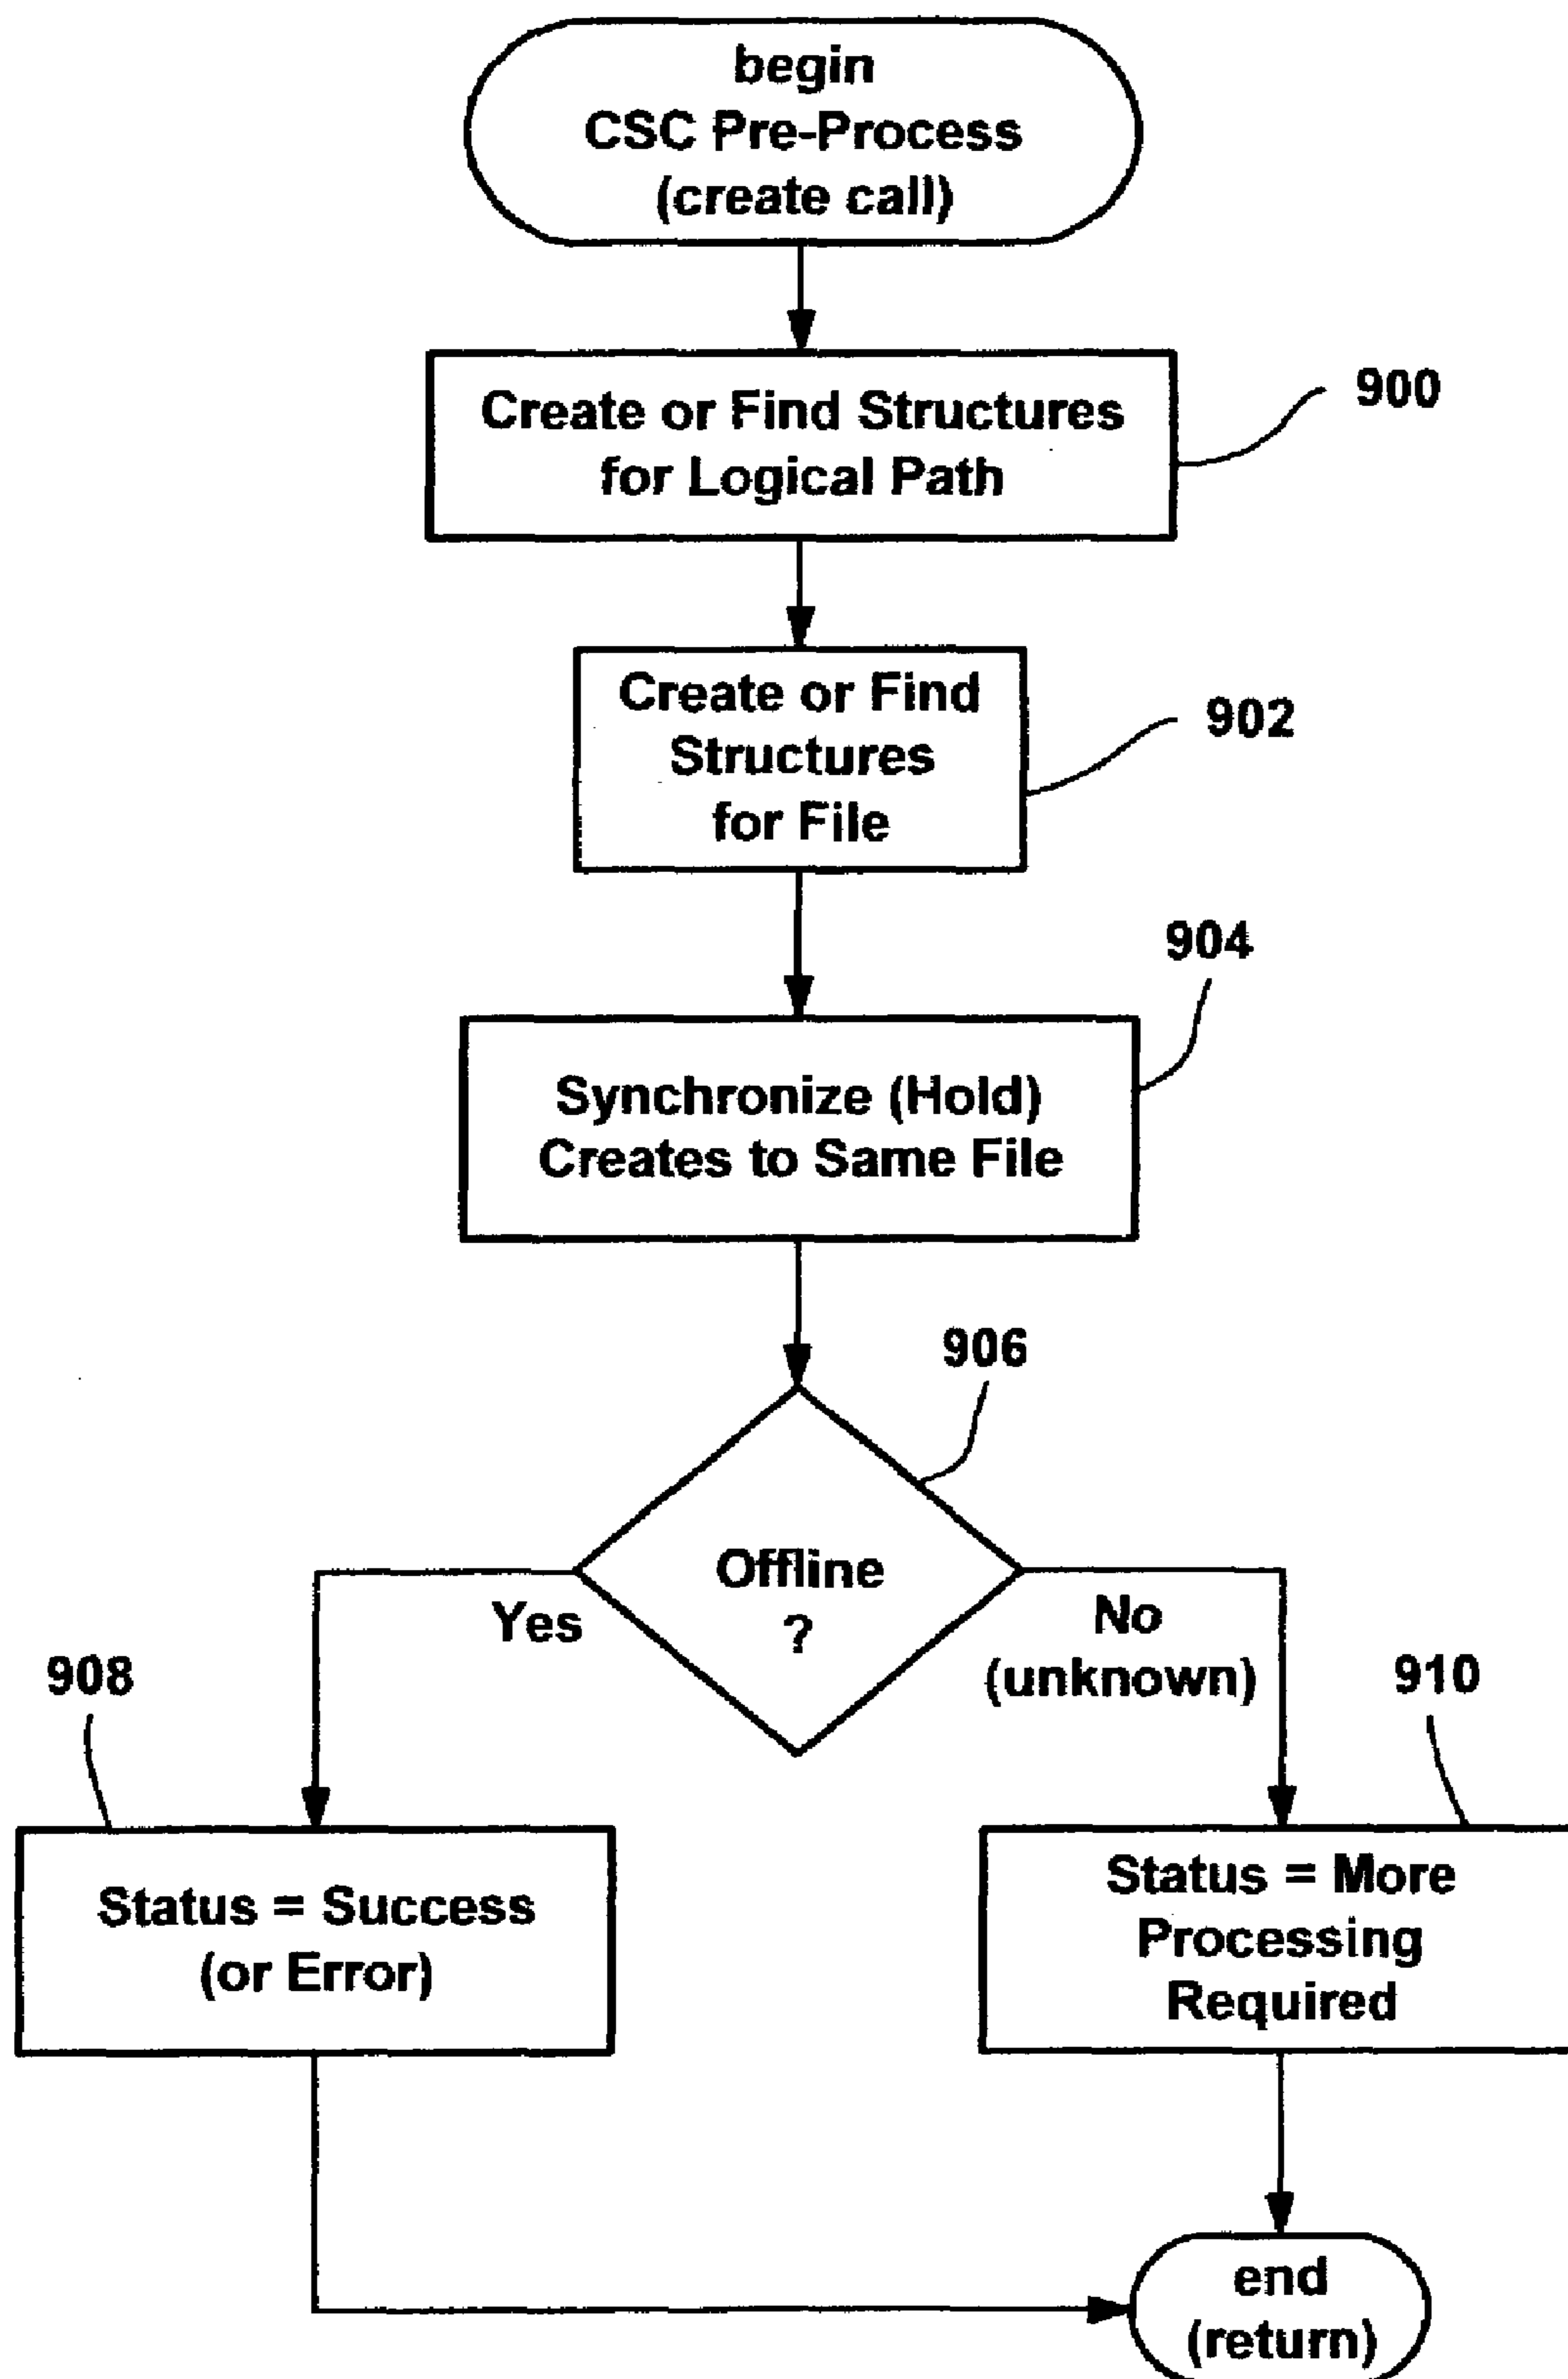 begin
CSC Pre-Process
(create call)
Create or Find Structures
for Logical Path
900
Create or Find
Structures
for File
902
904
Synchronize (Hold)
Creates to Same File
906
Offline
?
Yes
No
(unknown)
908
910
Status = Success
(or Error)
Status = More
Processing
Required
end
(return)